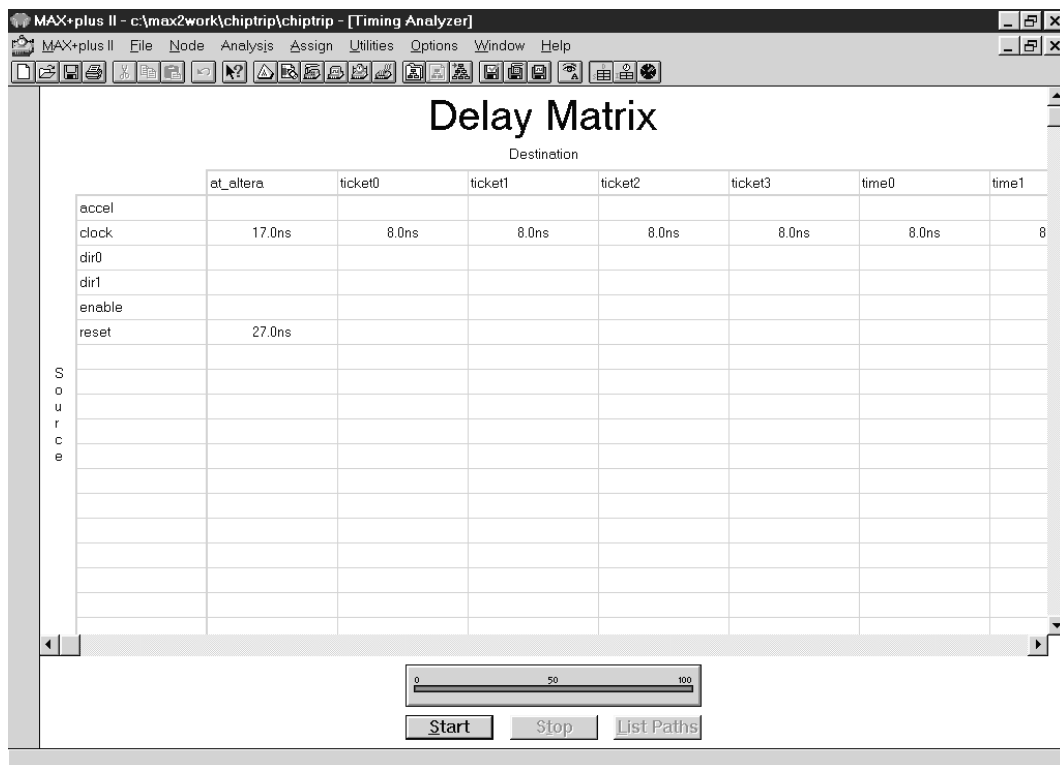 MAX+plus II - c:\max2work\chiptrip\chiptrip - [Timing Analyzer]
MAX+plus II File Node Analysis Assign Utilities Options Window Help
Delay Matrix
Destination
at_altera ticket0 ticket1 ticket2 ticket3 time0 time1
accel
clock 17.0ns 8.0ns 8.0ns 8.0ns 8.0ns 8.0ns 8
dir0
dir1
enable
reset 27.0ns
Source
0 50 100
Start Stop List Paths